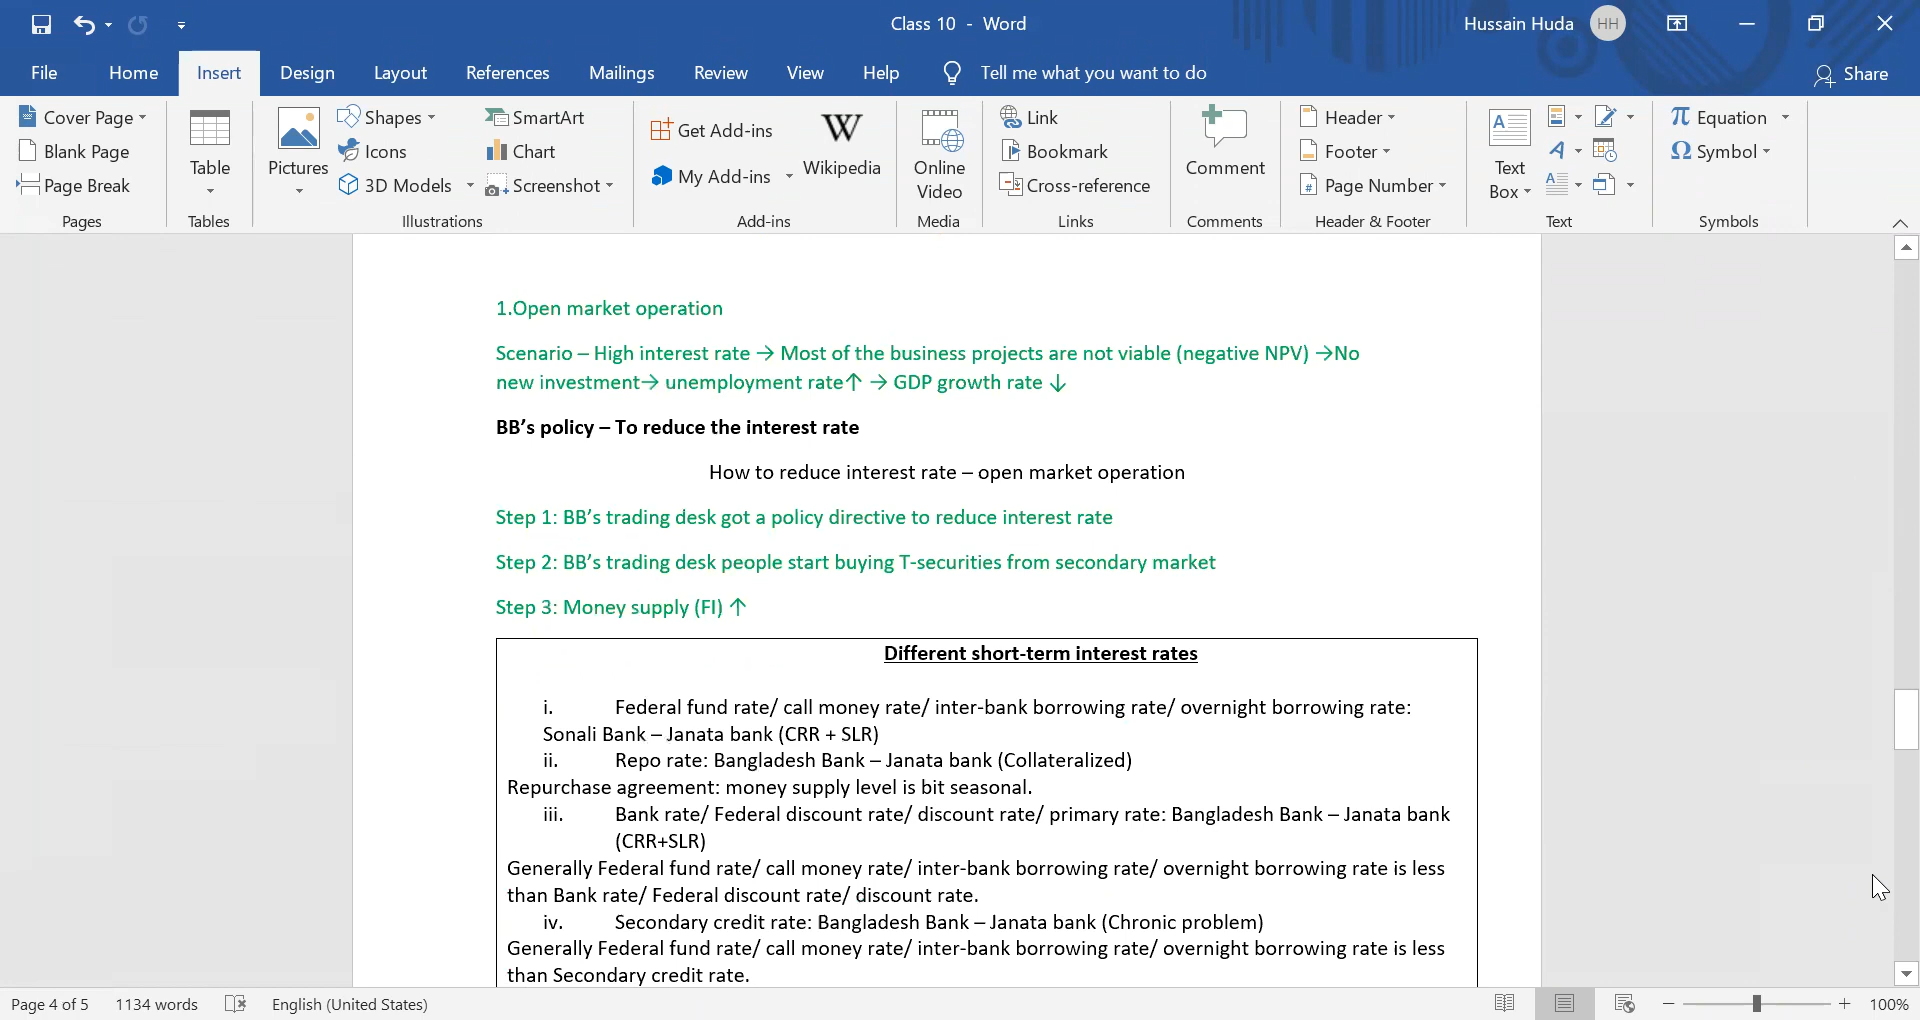 Class 10 - Word
Hussain Huda HH
File Home Insert Design Layout References Mailings Review View Help Tell me what you want to do Share
Cover Page
Blank Page
Page Break
Pages
Table
Tables
Pictures
Shapes
Icons
3D Models
SmartArt
Chart
Screenshot
Illustrations
Get Add-ins
My Add-ins
W
Wikipedia
Add-ins
Online
Video
Media
Link
Bookmark
Cross-reference
Links
Comment
Comments
Header
Footer
Page Number
Header & Footer
Text
Box
Text
π Equation
Ω Symbol
Symbols
1.Open market operation
Scenario – High interest rate → Most of the business projects are not viable (negative NPV) →No
new investment→ unemployment rate↑ → GDP growth rate ↓
BB’s policy – To reduce the interest rate
How to reduce interest rate – open market operation
Step 1: BB’s trading desk got a policy directive to reduce interest rate
Step 2: BB’s trading desk people start buying T-securities from secondary market
Step 3: Money supply (FI) ↑
Different short-term interest rates
i. Federal fund rate/ call money rate/ inter-bank borrowing rate/ overnight borrowing rate:
Sonali Bank – Janata bank (CRR + SLR)
ii. Repo rate: Bangladesh Bank – Janata bank (Collateralized)
Repurchase agreement: money supply level is bit seasonal.
iii. Bank rate/ Federal discount rate/ discount rate/ primary rate: Bangladesh Bank – Janata bank
(CRR+SLR)
Generally Federal fund rate/ call money rate/ inter-bank borrowing rate/ overnight borrowing rate is less
than Bank rate/ Federal discount rate/ discount rate.
iv. Secondary credit rate: Bangladesh Bank – Janata bank (Chronic problem)
Generally Federal fund rate/ call money rate/ inter-bank borrowing rate/ overnight borrowing rate is less
than Secondary credit rate.
Page 4 of 5 1134 words English (United States) 100%